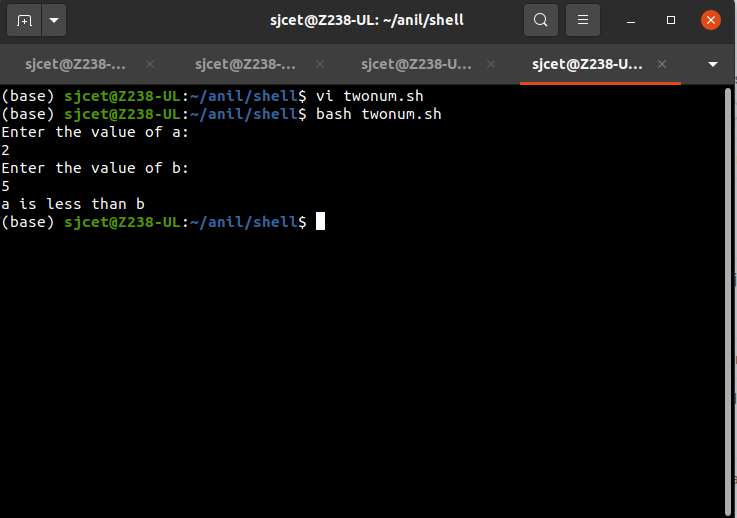 sjcet@Z238-UL: ~/anil/shell
sjcet@Z238-... sjcet@Z238-... sjcet@Z238-U... sjcet@Z238-U...
(base) sjcet@Z238-UL:~/anil/shell$ vi twonum.sh
(base) sjcet@Z238-UL:~/anil/shell$ bash twonum.sh
Enter the value of a:
2
Enter the value of b:
5
a is less than b
(base) sjcet@Z238-UL:~/anil/shell$